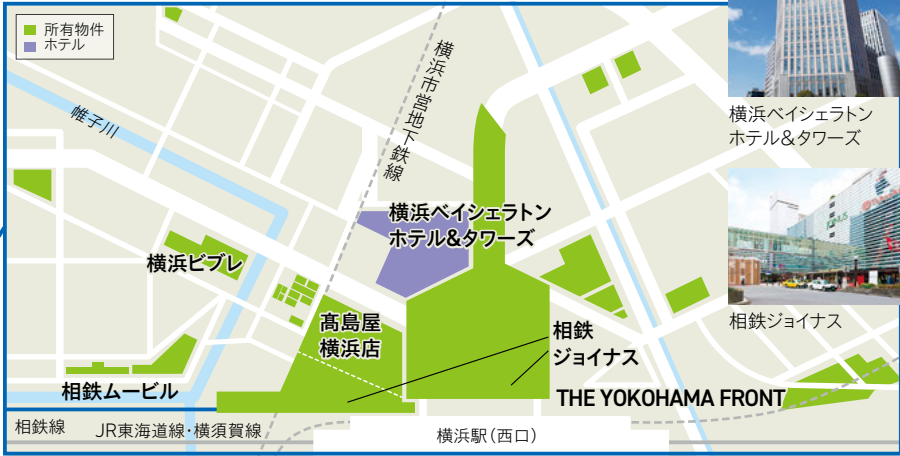 所有物件
ホテル
帷子川
横浜市営地下鉄線
横浜ベイシェラトン
ホテル&タワーズ
横浜ビブレ
髙島屋
横浜店
相鉄
ジョイナス
相鉄ムービル
THE YOKOHAMA FRONT
相鉄線
JR東海道線・横須賀線
横浜駅(西口)
横浜ベイシェラトン
ホテル&タワーズ
相鉄ジョイナス